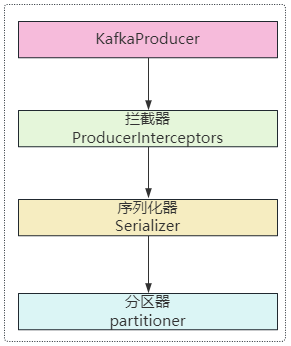 KafkaProducer
拦截器
ProducerInterceptors
序列化器
Serializer
分区器
partitioner